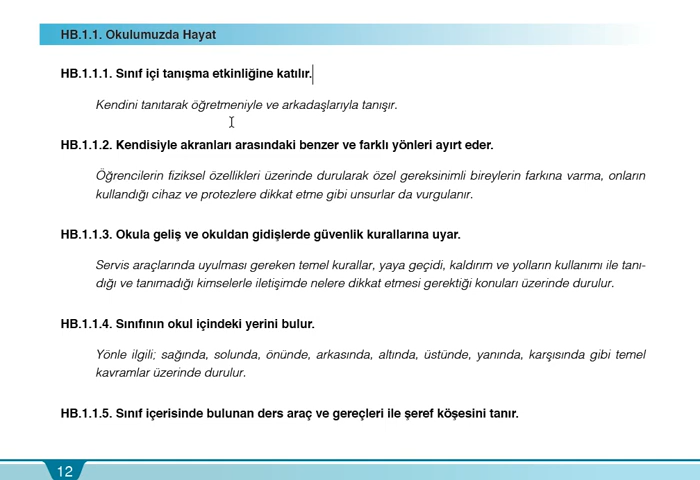 HB.1.1. Okulumuzda Hayat
HB.1.1.1. Sınıf içi tanışma etkinliğine katılır.
Kendini tanıtarak öğretmeniyle ve arkadaşlarıyla tanışır.
HB.1.1.2. Kendisiyle akranları arasındaki benzer ve farklı yönleri ayırt eder.
Öğrencilerin fiziksel özellikleri üzerinde durularak özel gereksinimli bireylerin farkına varma, onların
kullandığı cihaz ve protezlere dikkat etme gibi unsurlar da vurgulanır.
HB.1.1.3. Okula geliş ve okuldan gidişlerde güvenlik kurallarına uyar.
Servis araçlarında uyulması gereken temel kurallar, yaya geçidi, kaldırım ve yolların kullanımı ile tanı-
dığı ve tanımadığı kimselerle iletişimde nelere dikkat etmesi gerektiği konuları üzerinde durulur.
HB.1.1.4. Sınıfının okul içindeki yerini bulur.
Yönle ilgili; sağında, solunda, önünde, arkasında, altında, üstünde, yanında, karşısında gibi temel
kavramlar üzerinde durulur.
HB.1.1.5. Sınıf içerisinde bulunan ders araç ve gereçleri ile şeref köşesini tanır.
12